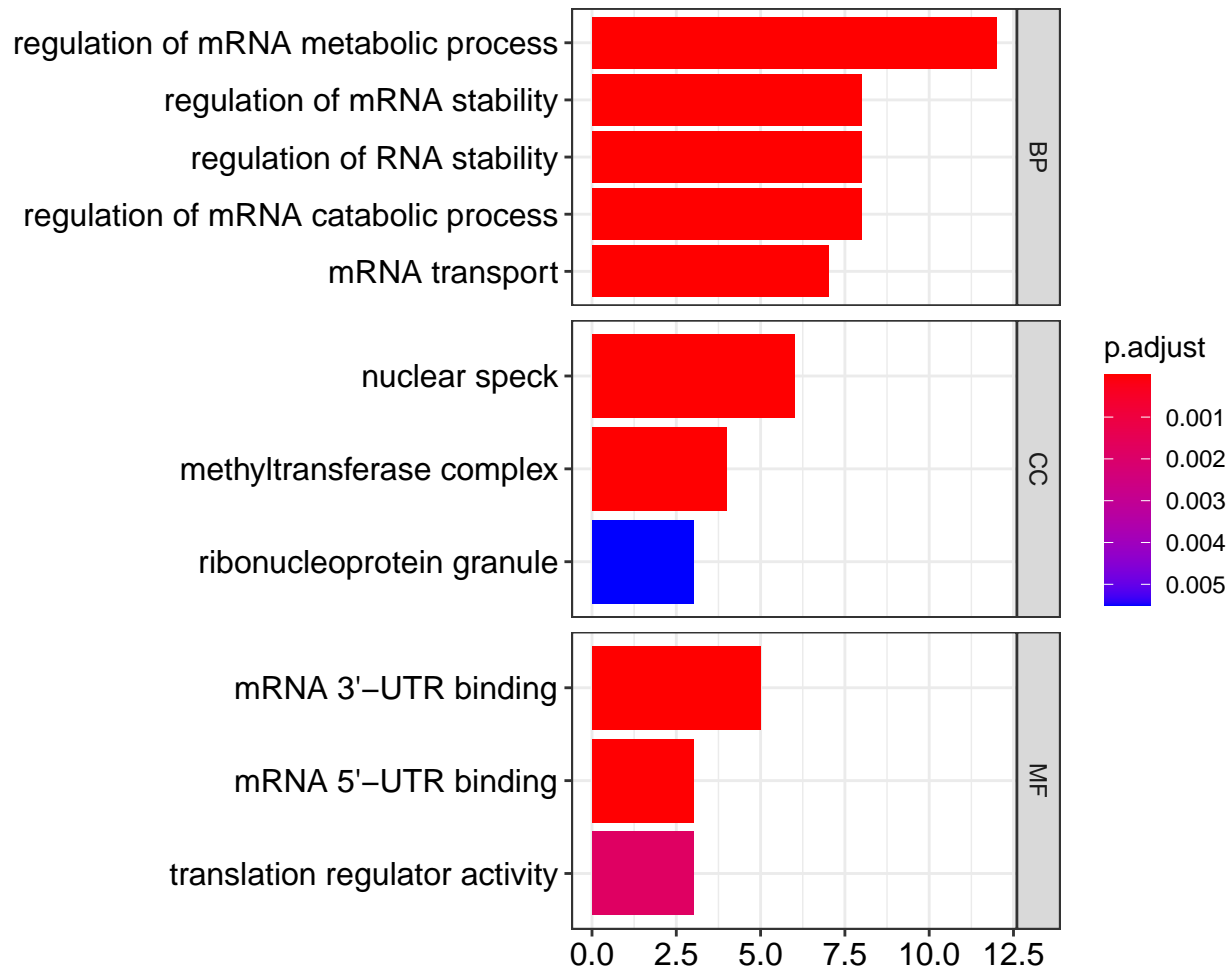 regulation of mRNA metabolic process
regulation of mRNA stability
regulation of RNA stability
regulation of mRNA catabolic process
mRNA transport
BP
nuclear speck
methyltransferase complex
ribonucleoprotein granule
CC
mRNA 3'−UTR binding
mRNA 5'−UTR binding
translation regulator activity
MF
0.0 2.5 5.0 7.5 10.0 12.5
p.adjust
0.001
0.002
0.003
0.004
0.005